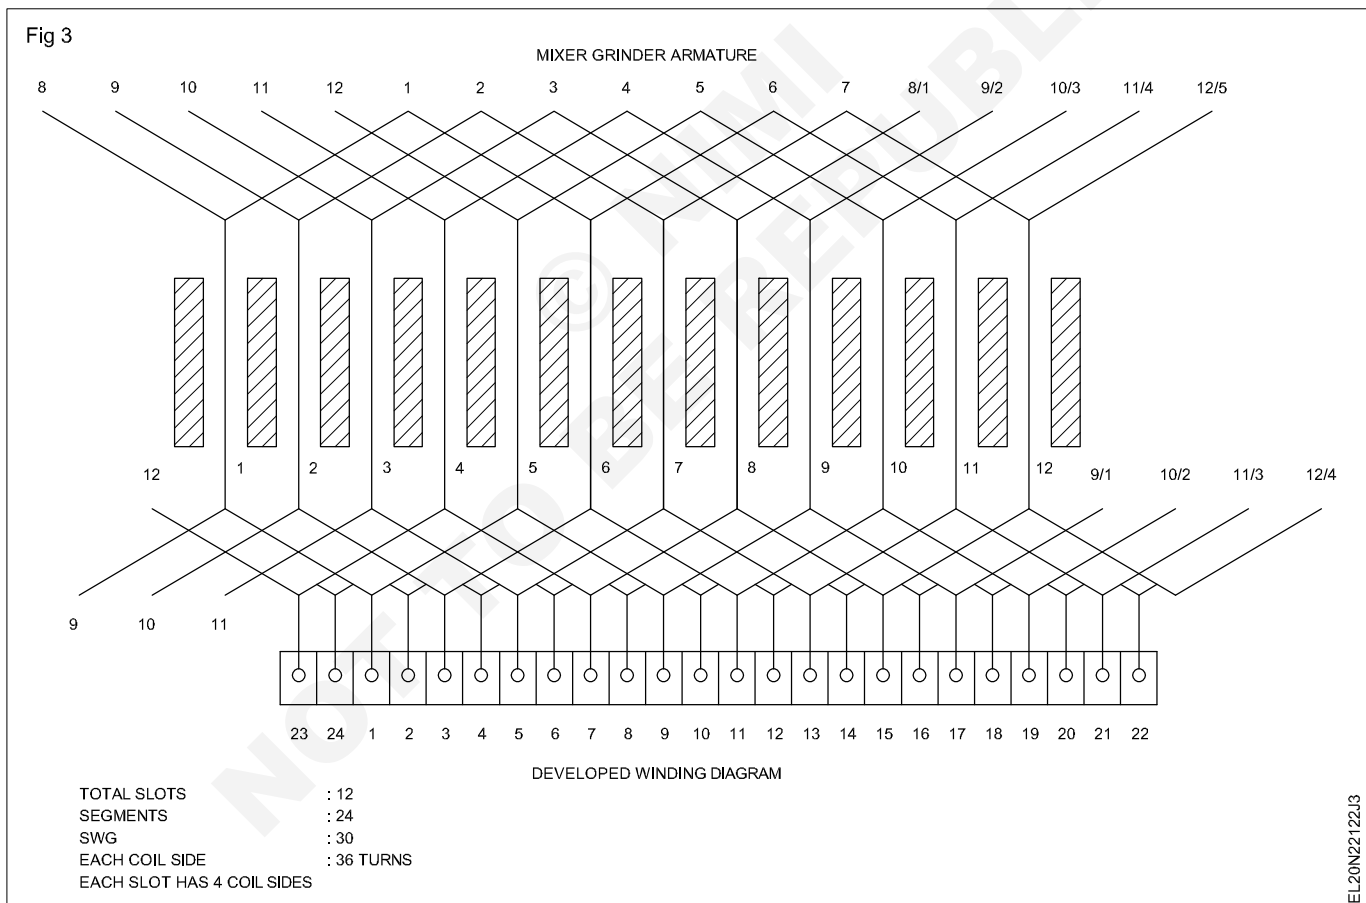 Fig 3
MIXER GRINDER ARMATURE
8 9 10 11 12 1 2 3 4 5 6 7 8/1 9/2 10/3 11/4 12/5
12 1 2 3 4 5 6 7 8 9 10 11 12 9/1 10/2 11/3 12/4
9 10 11
23 24 1 2 3 4 5 6 7 8 9 10 11 12 13 14 15 16 17 18 19 20 21 22
DEVELOPED WINDING DIAGRAM
TOTAL SLOTS : 12
SEGMENTS : 24
SWG : 30
EACH COIL SIDE : 36 TURNS
EACH SLOT HAS 4 COIL SIDES
EL20N22122J3
© NIMI
NOT TO BE REPUBL